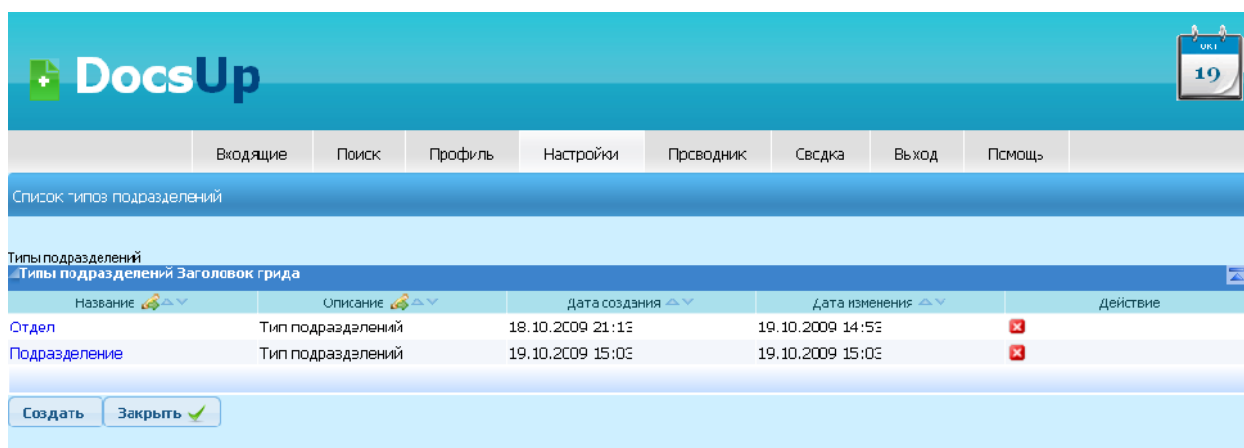 DocsUp
ОКТ
19
Входящие Поиск Профиль Настройки Проводник Сводка Выход Помощь
Список типов подразделений
Типы подразделений
Типы подразделений Заголовок грида
Название Описание Дата создания Дата изменения Действие
Отдел Тип подразделений 18.10.2009 21:13 19.10.2009 14:53
Подразделение Тип подразделений 19.10.2009 15:03 19.10.2009 15:03
Создать Закрыть